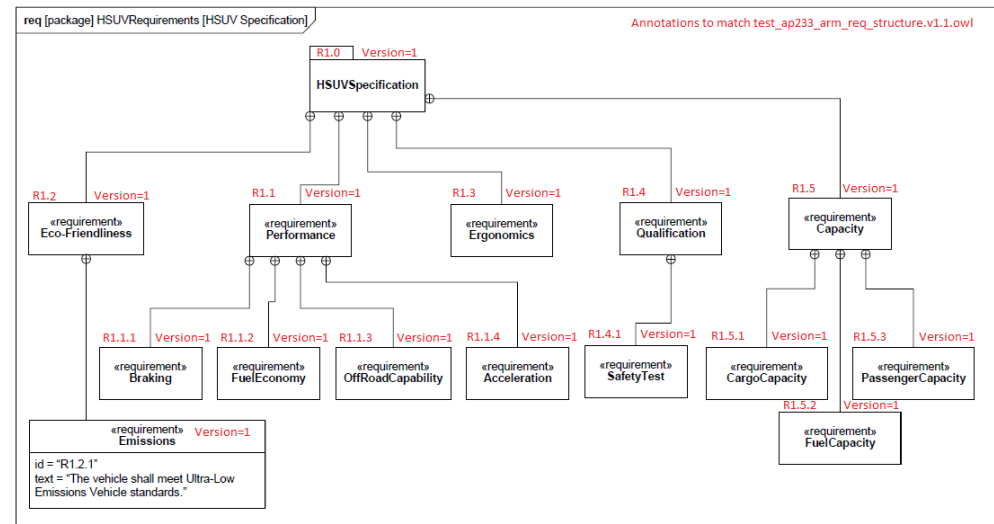 req [package] HSUVRequirements [HSUV Specification]
Annotations to match test_ap233_arm_req_structure.v1.1.owl
R1.0 Version=1
HSUVSpecification
R1.2 Version=1
«requirement»
Eco-Friendliness
R1.1 Version=1
«requirement»
Performance
R1.3 Version=1
«requirement»
Ergonomics
R1.4 Version=1
«requirement»
Qualification
R1.5 Version=1
«requirement»
Capacity
R1.1.1 Version=1
«requirement»
Braking
R1.1.2 Version=1
«requirement»
FuelEconomy
R1.1.3 Version=1
«requirement»
OffRoadCapability
R1.1.4 Version=1
«requirement»
Acceleration
R1.4.1 Version=1
«requirement»
SafetyTest
R1.5.1 Version=1
«requirement»
CargoCapacity
R1.5.3 Version=1
«requirement»
PassengerCapacity
R1.5.2 Version=1
«requirement»
FuelCapacity
«requirement» Version=1
Emissions
id = “R1.2.1”
text = “The vehicle shall meet Ultra-Low
Emissions Vehicle standards.”